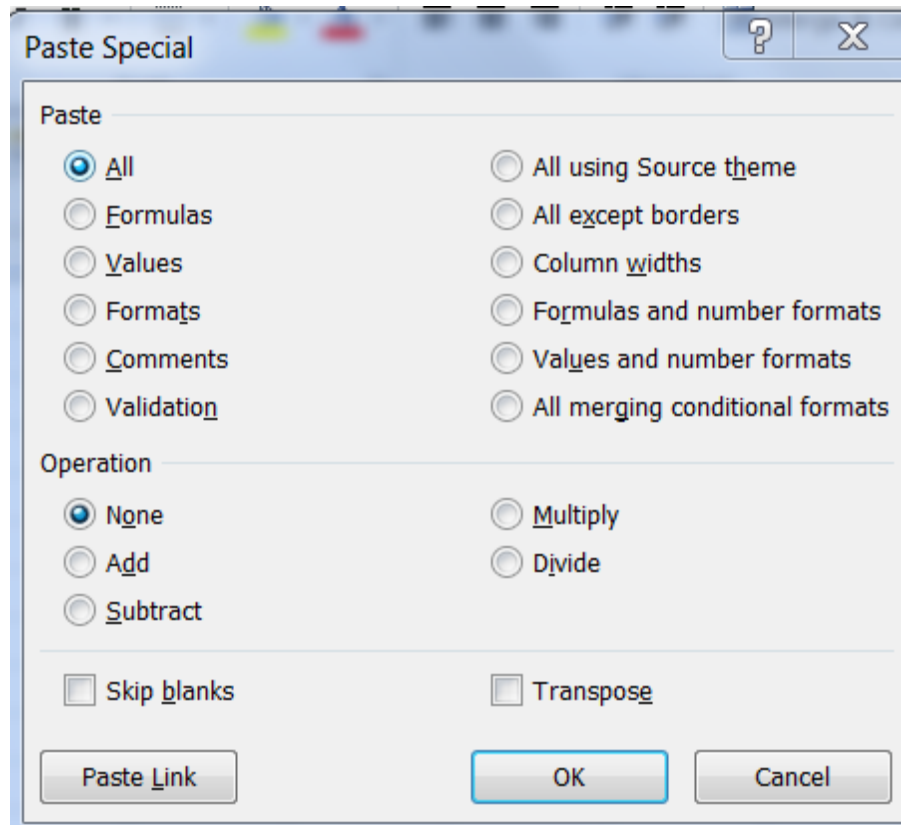 Paste Special
Paste
All
All using Source theme
Formulas
All except borders
Values
Column widths
Formats
Formulas and number formats
Comments
Values and number formats
Validation
All merging conditional formats
Operation
None
Multiply
Add
Divide
Subtract
Skip blanks
Transpose
Paste Link
OK
Cancel